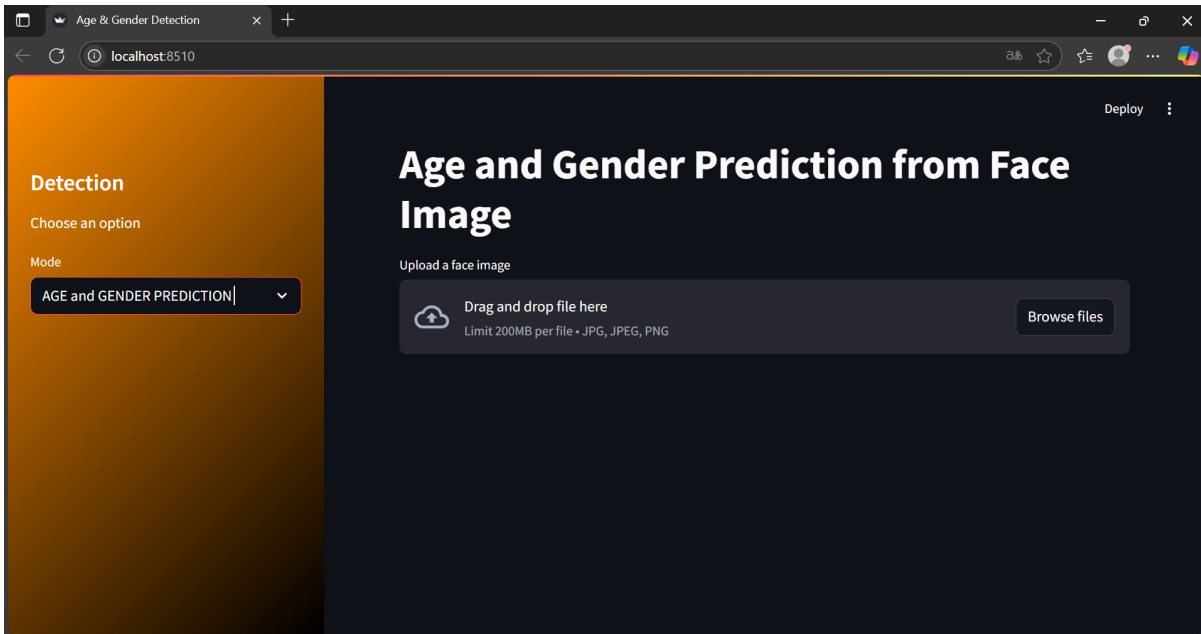 Age & Gender Detection
localhost:8510
aあ
Deploy
Detection
Choose an option
Mode
AGE and GENDER PREDICTION
Age and Gender Prediction from Face
Image
Upload a face image
Drag and drop file here
Limit 200MB per file • JPG, JPEG, PNG
Browse files